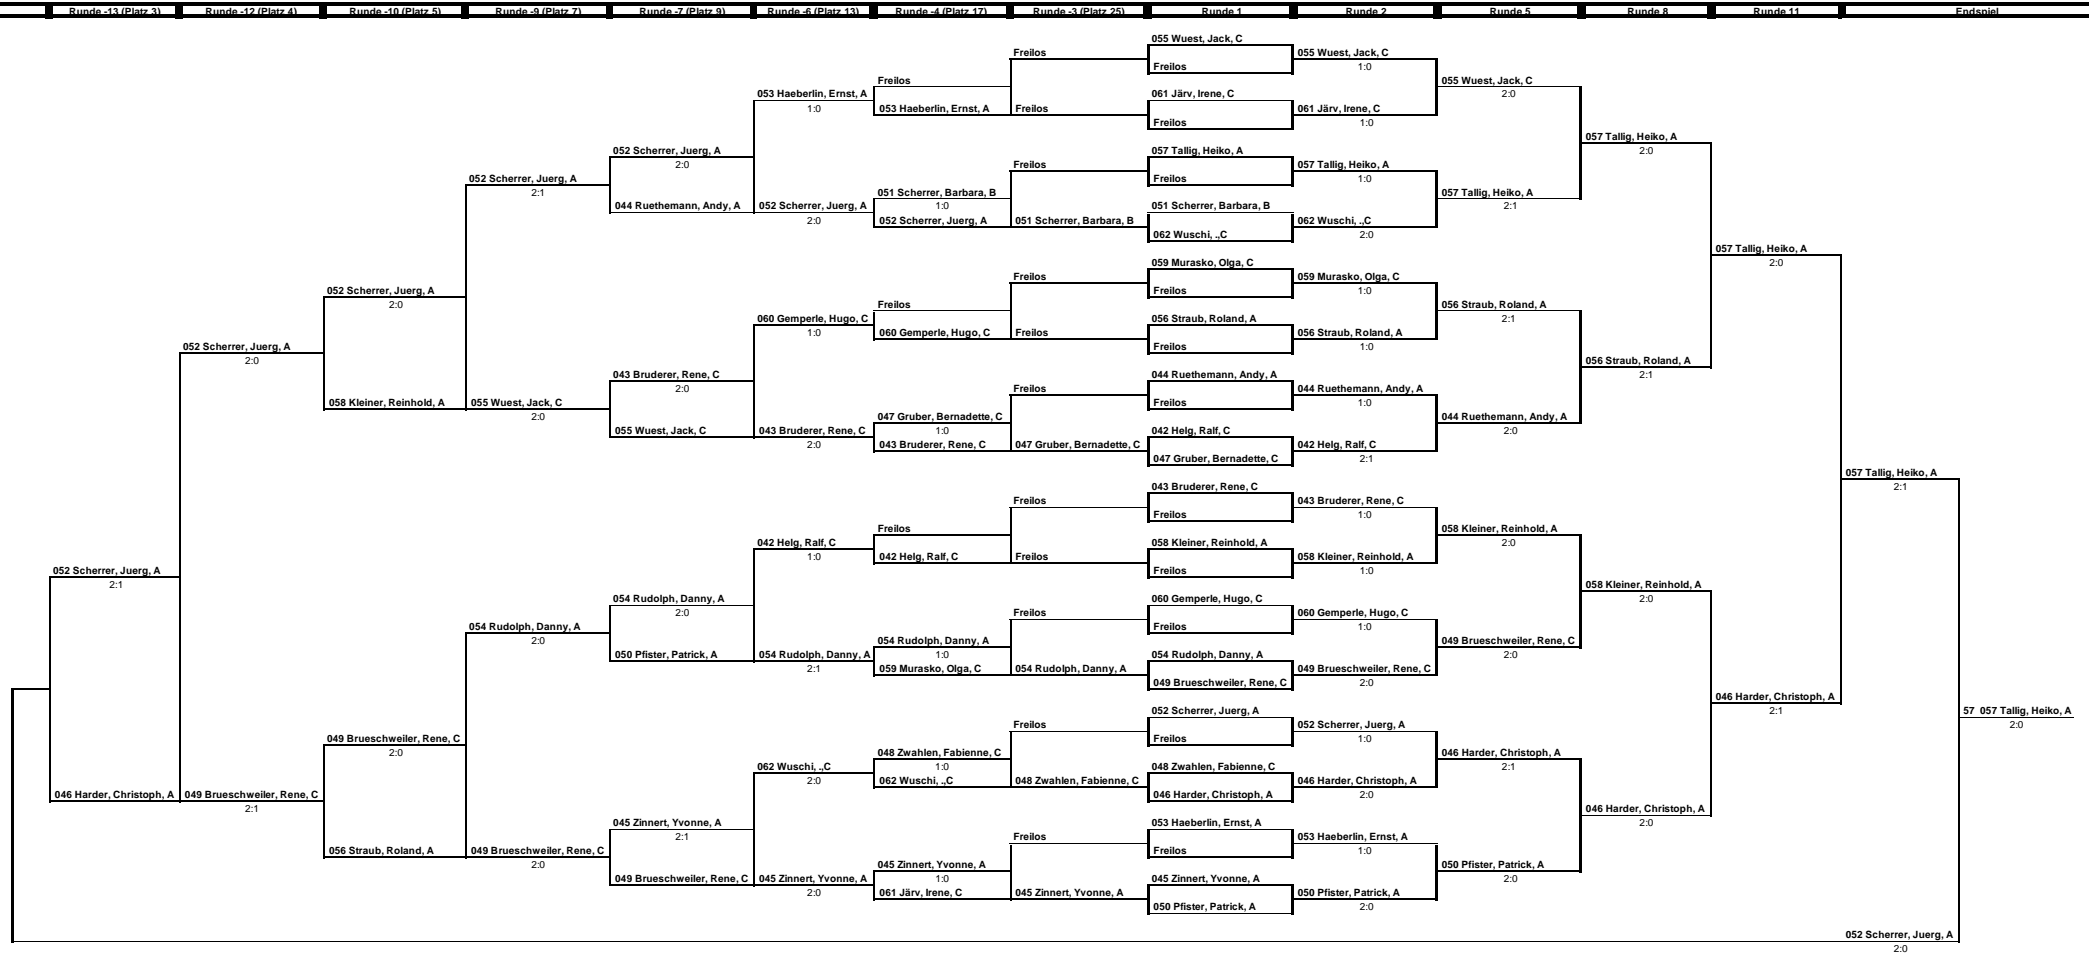 Runde -13 (Platz 3) Runde -12 (Platz 4) Runde -10 (Platz 5) Runde -9 (Platz 7) Runde -7 (Platz 9) Runde -6 (Platz 13) Runde -4 (Platz 17) Runde -3 (Platz 25) Runde 1 Runde 2 Runde 5 Runde 8 Runde 11 Endspiel
052 Scherrer, Juerg, A
2:1
046 Harder, Christoph, A
052 Scherrer, Juerg, A
2:0
049 Brueschweiler, Rene, C
2:1
052 Scherrer, Juerg, A
2:0
058 Kleiner, Reinhold, A
049 Brueschweiler, Rene, C
2:0
056 Straub, Roland, A
052 Scherrer, Juerg, A
2:1
055 Wuest, Jack, C
2:0
054 Rudolph, Danny, A
2:0
049 Brueschweiler, Rene, C
2:0
052 Scherrer, Juerg, A
2:0
044 Ruethemann, Andy, A
043 Bruderer, Rene, C
2:0
055 Wuest, Jack, C
054 Rudolph, Danny, A
2:0
050 Pfister, Patrick, A
045 Zinnert, Yvonne, A
2:1
049 Brueschweiler, Rene, C
053 Haeberlin, Ernst, A
1:0
052 Scherrer, Juerg, A
2:0
060 Gemperle, Hugo, C
1:0
043 Bruderer, Rene, C
2:0
042 Helg, Ralf, C
1:0
054 Rudolph, Danny, A
2:1
062 Wuschi, .,C
2:0
045 Zinnert, Yvonne, A
2:0
Freilos
053 Haeberlin, Ernst, A
051 Scherrer, Barbara, B
1:0
052 Scherrer, Juerg, A
Freilos
060 Gemperle, Hugo, C
047 Gruber, Bernadette, C
1:0
043 Bruderer, Rene, C
Freilos
042 Helg, Ralf, C
054 Rudolph, Danny, A
1:0
059 Murasko, Olga, C
048 Zwahlen, Fabienne, C
1:0
062 Wuschi, .,C
045 Zinnert, Yvonne, A
1:0
061 Järv, Irene, C
Freilos
Freilos
Freilos
051 Scherrer, Barbara, B
Freilos
Freilos
Freilos
047 Gruber, Bernadette, C
Freilos
Freilos
Freilos
054 Rudolph, Danny, A
Freilos
048 Zwahlen, Fabienne, C
Freilos
045 Zinnert, Yvonne, A
055 Wuest, Jack, C
Freilos
061 Järv, Irene, C
Freilos
057 Tallig, Heiko, A
Freilos
051 Scherrer, Barbara, B
062 Wuschi, .,C
059 Murasko, Olga, C
Freilos
056 Straub, Roland, A
Freilos
044 Ruethemann, Andy, A
Freilos
042 Helg, Ralf, C
047 Gruber, Bernadette, C
043 Bruderer, Rene, C
Freilos
058 Kleiner, Reinhold, A
Freilos
060 Gemperle, Hugo, C
Freilos
054 Rudolph, Danny, A
049 Brueschweiler, Rene, C
052 Scherrer, Juerg, A
Freilos
048 Zwahlen, Fabienne, C
046 Harder, Christoph, A
053 Haeberlin, Ernst, A
Freilos
045 Zinnert, Yvonne, A
050 Pfister, Patrick, A
055 Wuest, Jack, C
1:0
061 Järv, Irene, C
1:0
057 Tallig, Heiko, A
1:0
062 Wuschi, .,C
2:0
059 Murasko, Olga, C
1:0
056 Straub, Roland, A
1:0
044 Ruethemann, Andy, A
1:0
042 Helg, Ralf, C
2:1
043 Bruderer, Rene, C
1:0
058 Kleiner, Reinhold, A
1:0
060 Gemperle, Hugo, C
1:0
049 Brueschweiler, Rene, C
2:0
052 Scherrer, Juerg, A
1:0
046 Harder, Christoph, A
2:0
053 Haeberlin, Ernst, A
1:0
050 Pfister, Patrick, A
2:0
055 Wuest, Jack, C
2:0
057 Tallig, Heiko, A
2:1
056 Straub, Roland, A
2:1
044 Ruethemann, Andy, A
2:0
058 Kleiner, Reinhold, A
2:0
049 Brueschweiler, Rene, C
2:0
046 Harder, Christoph, A
2:1
050 Pfister, Patrick, A
2:0
057 Tallig, Heiko, A
2:0
056 Straub, Roland, A
2:1
058 Kleiner, Reinhold, A
2:0
046 Harder, Christoph, A
2:0
057 Tallig, Heiko, A
2:0
046 Harder, Christoph, A
2:1
057 Tallig, Heiko, A
2:1
052 Scherrer, Juerg, A
2:0
57 057 Tallig, Heiko, A
2:0